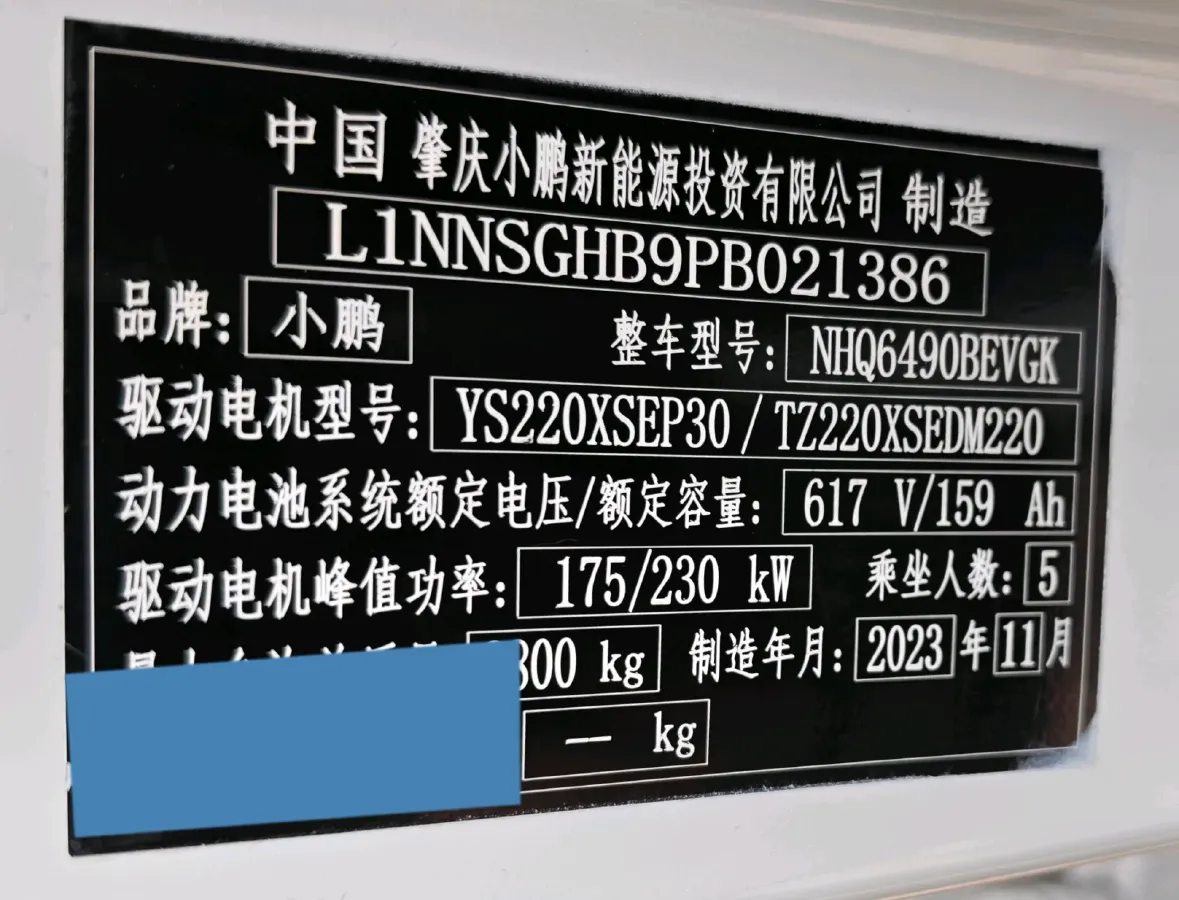 中国 肇庆小鹏新能源投资有限公司 制造
L1NNSGHB9PB021386
品牌: 小鹏 整车型号: NHQ6490BEVGK
驱动电机型号: YS220XSEP30 / TZ220XSEDM220
动力电池系统额定电压/额定容量: 617 V/159 Ah
驱动电机峰值功率: 175/230 kW 乘坐人数: 5
kg 制造年月: 2023 年 11 月
— kg